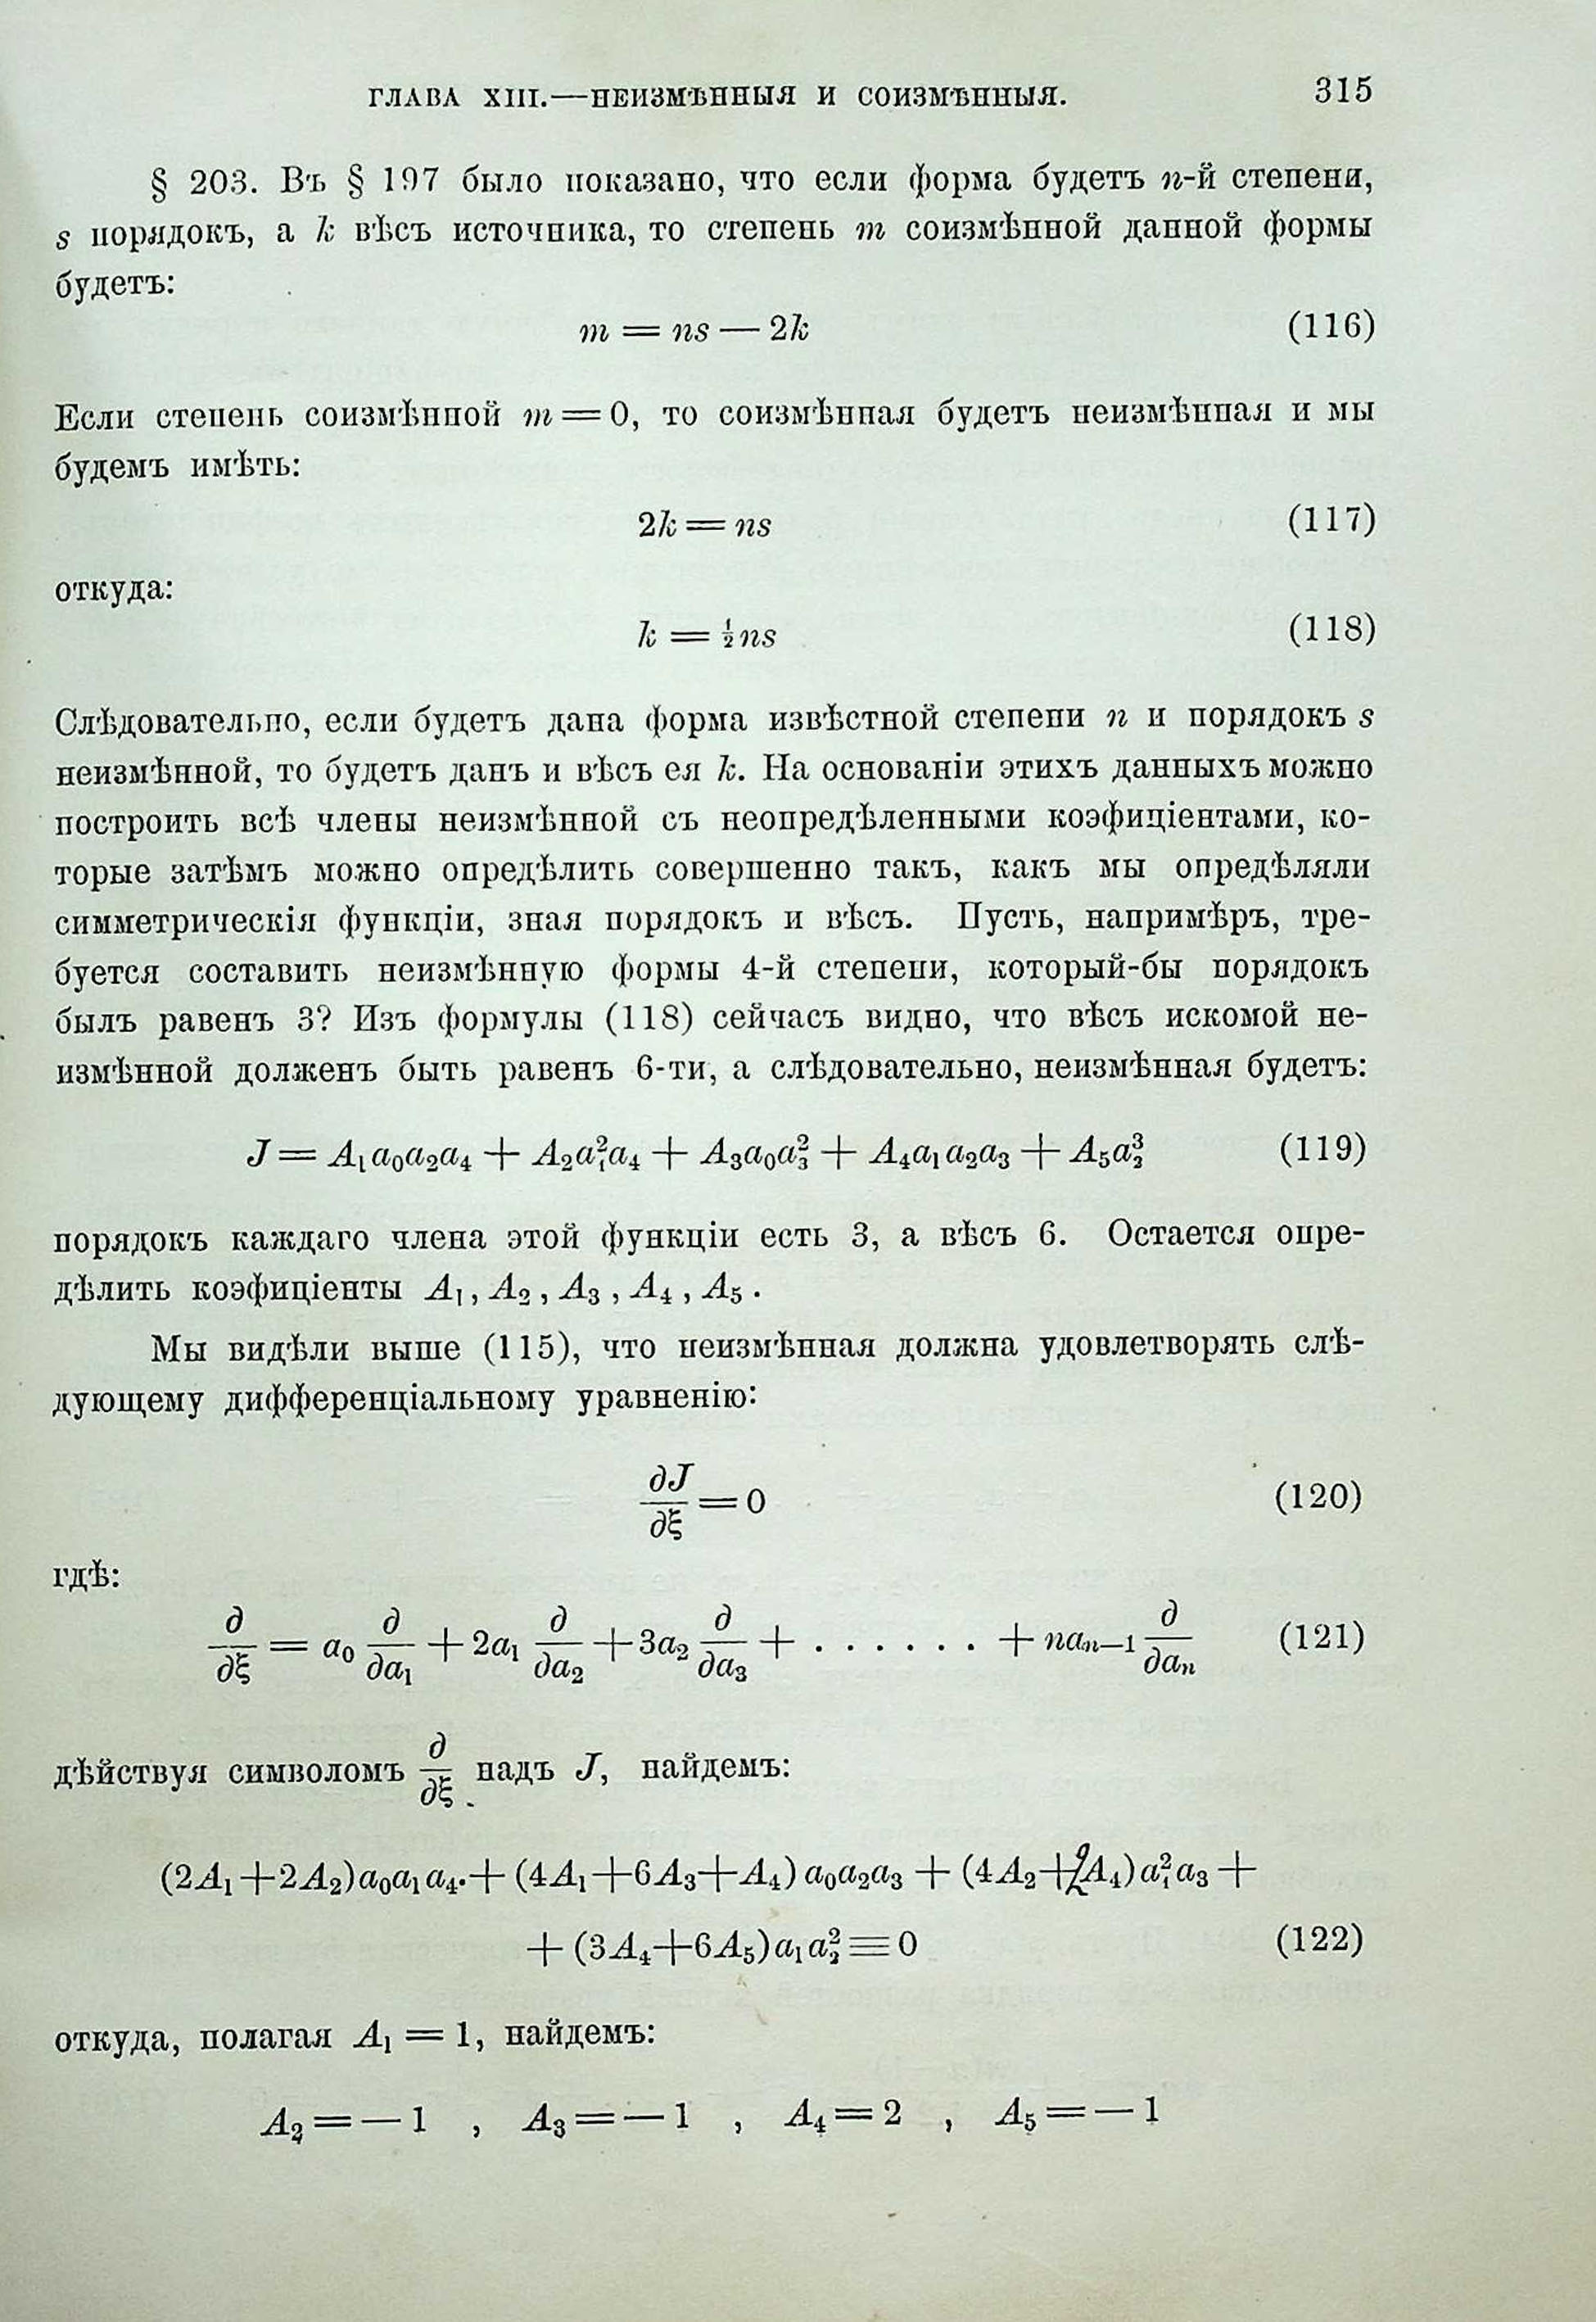 ГЛАВА XIII.—НЕИЗМѢННЫЯ И СОИЗМѢННЫЯ. 315
§ 203. Въ § 197 было показано, что если форма будетъ n-й степени,
s порядокъ, а k вѣсъ источника, то степень m соизмѣнной данной формы
будетъ:
m = ns — 2k (116)
Если степень соизмѣнной m = 0, то соизмѣнная будетъ неизмѣнная и мы
будемъ имѣть:
2k = ns (117)
откуда:
k = ½ns (118)
Слѣдовательно, если будетъ дана форма извѣстной степени n и порядокъ s
неизмѣнной, то будетъ данъ и вѣсъ ея k. На основаніи этихъ данныхъ можно
построить всѣ члены неизмѣнной съ неопредѣленными коэфиціентами, ко-
торые затѣмъ можно опредѣлить совершенно такъ, какъ мы опредѣляли
симметрическія функціи, зная порядокъ и вѣсъ. Пусть, напримѣръ, тре-
буется составить неизмѣнную формы 4-й степени, который-бы порядокъ
былъ равенъ 3? Изъ формулы (118) сейчасъ видно, что вѣсъ искомой не-
измѣнной долженъ быть равенъ 6-ти, а слѣдовательно, неизмѣнная будетъ:
J = A₁a₀a₂a₄ + A₂a₁²a₄ + A₃a₀a₃² + A₄a₁a₂a₃ + A₅a₂³ (119)
порядокъ каждаго члена этой функціи есть 3, а вѣсъ 6. Остается опре-
дѣлить коэфиціенты A₁, A₂, A₃, A₄, A₅.
Мы видѣли выше (115), что неизмѣнная должна удовлетворять слѣ-
дующему дифференціальному уравненію:
∂J/∂ξ = 0 (120)
гдѣ:
∂/∂ξ = a₀ ∂/∂a₁ + 2a₁ ∂/∂a₂ + 3a₂ ∂/∂a₃ + . . . . . . . + naₙ₋₁ ∂/∂aₙ (121)
дѣйствуя символомъ ∂/∂ξ надъ J, найдемъ:
(2A₁+2A₂)a₀a₁a₄ + (4A₁+6A₃+A₄)a₀a₂a₃ + (4A₂+2A₄)a₁²a₃ +
+ (3A₄+6A₅)a₁a₂² ≡ 0 (122)
откуда, полагая A₁ = 1, найдемъ:
A₂ = — 1 , A₃ = — 1 , A₄ = 2 , A₅ = — 1